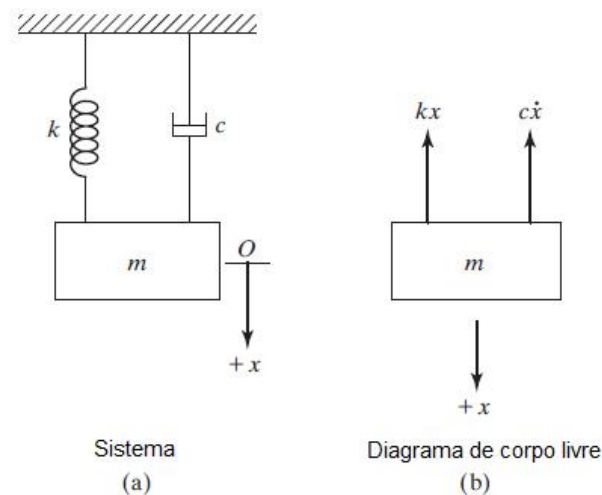 k
c
m
O
+ x
Sistema
(a)
kx
cẋ
m
+ x
Diagrama de corpo livre
(b)